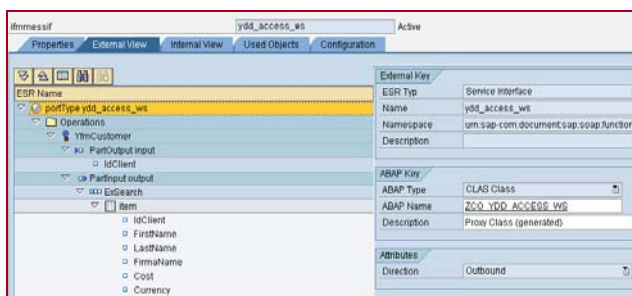 ifmmessif ydd_access_ws Active
Properties External View Internal View Used Objects Configuration
ESR Name
portType ydd_access_ws
Operations
YfmCustomer
PartOutput input
IdClient
PartInput output
ExSearch
item
IdClient
FirstName
LastName
FirmaName
Cost
Currency
External Key
ESR Typ Service Interface
Name ydd_access_ws
Namespace urn:sap-com:document:sap:soap:function
Description
ABAP Key
ABAP Type CLAS Class
ABAP Name ZCO_YDD_ACCESS_WS
Description Proxy Class (generated)
Attributes
Direction Outbound